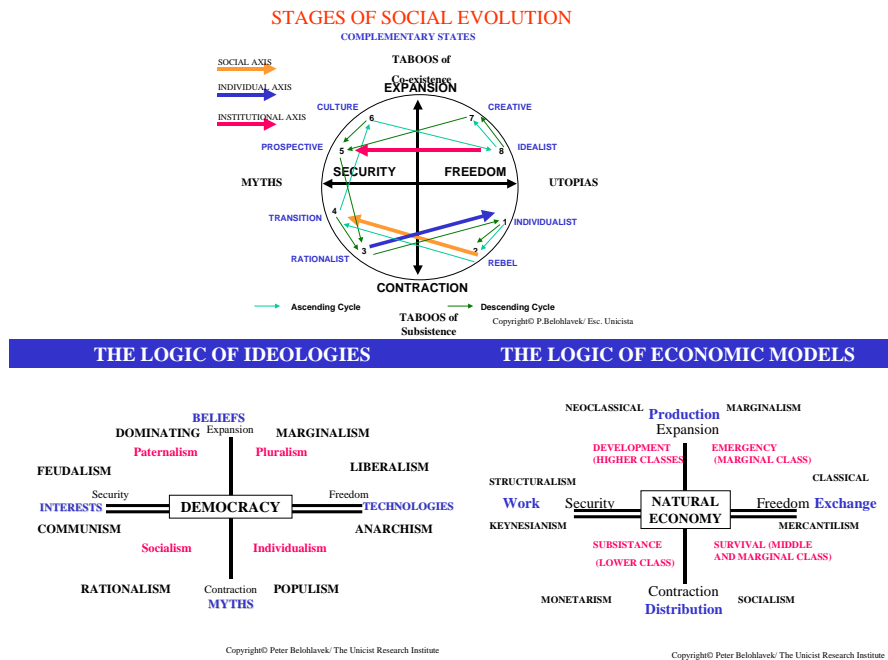 STAGES OF SOCIAL EVOLUTION
COMPLEMENTARY STATES
SOCIAL AXIS
INDIVIDUAL AXIS
INSTITUTIONAL AXIS
TABOOS of
Co-existence
EXPANSION
CULTURE
6
7
CREATIVE
PROSPECTIVE
5
8
IDEALIST
SECURITY
FREEDOM
MYTHS
UTOPIAS
TRANSITION
4
1
INDIVIDUALIST
RATIONALIST
3
2
REBEL
CONTRACTION
Ascending Cycle
Descending Cycle
TABOOS of
Subsistence
Copyright© P.Belohlavek/ Esc. Unicista
THE LOGIC OF IDEOLOGIES
BELIEFS
Expansion
DOMINATING
MARGINALISM
Paternalism
Pluralism
FEUDALISM
LIBERALISM
Security
Freedom
INTERESTS
DEMOCRACY
TECHNOLOGIES
COMMUNISM
ANARCHISM
Socialism
Individualism
RATIONALISM
Contraction
POPULISM
MYTHS
Copyright© Peter Belohlavek/ The Unicist Research Institute
THE LOGIC OF ECONOMIC MODELS
NEOCLASSICAL
Production
MARGINALISM
Expansion
DEVELOPMENT
(HIGHER CLASSES
EMERGENCY
(MARGINAL CLASS)
STRUCTURALISM
CLASSICAL
Work
Security
NATURAL
ECONOMY
Freedom
Exchange
KEYNESIANISM
MERCANTILISM
SUBSISTANCE
(LOWER CLASS)
SURVIVAL (MIDDLE
AND MARGINAL CLASS)
Contraction
MONETARISM
Distribution
SOCIALISM
Copyright© Peter Belohlavek/ The Unicist Research Institute